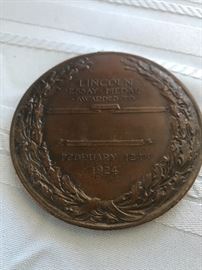 LINCOLN
ESSAY MEDAL
AWARDED TO
FEBRUARY 12TH
1924